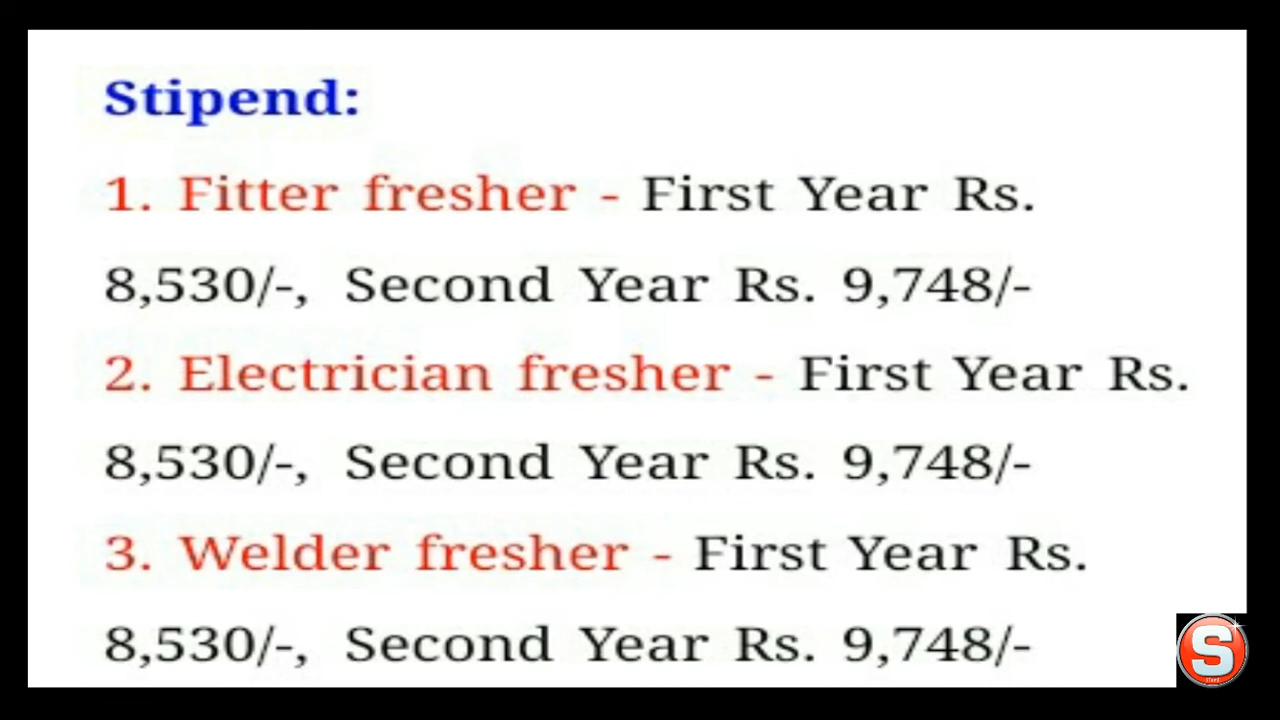 Stipend:
1. Fitter fresher - First Year Rs.
8,530/-, Second Year Rs. 9,748/-
2. Electrician fresher - First Year Rs.
8,530/-, Second Year Rs. 9,748/-
3. Welder fresher - First Year Rs.
8,530/-, Second Year Rs. 9,748/-
S